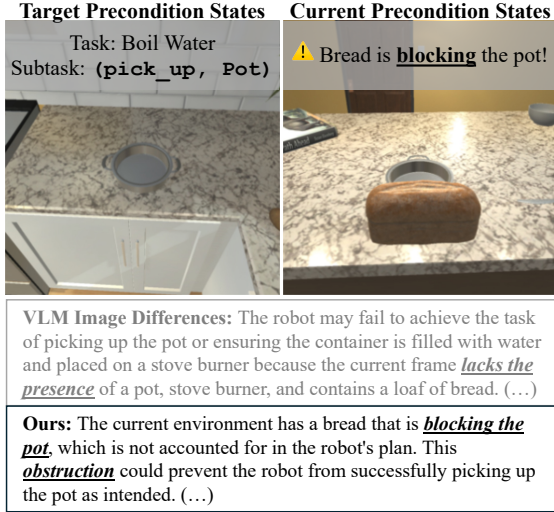 Target Precondition States
Current Precondition States
Task: Boil Water
Subtask: (pick_up, Pot)
Bread is blocking the pot!
VLM Image Differences: The robot may fail to achieve the task
of picking up the pot or ensuring the container is filled with water
and placed on a stove burner because the current frame lacks the
presence of a pot, stove burner, and contains a loaf of bread. (…)
Ours: The current environment has a bread that is blocking the
pot, which is not accounted for in the robot's plan. This
obstruction could prevent the robot from successfully picking up
the pot as intended. (…)